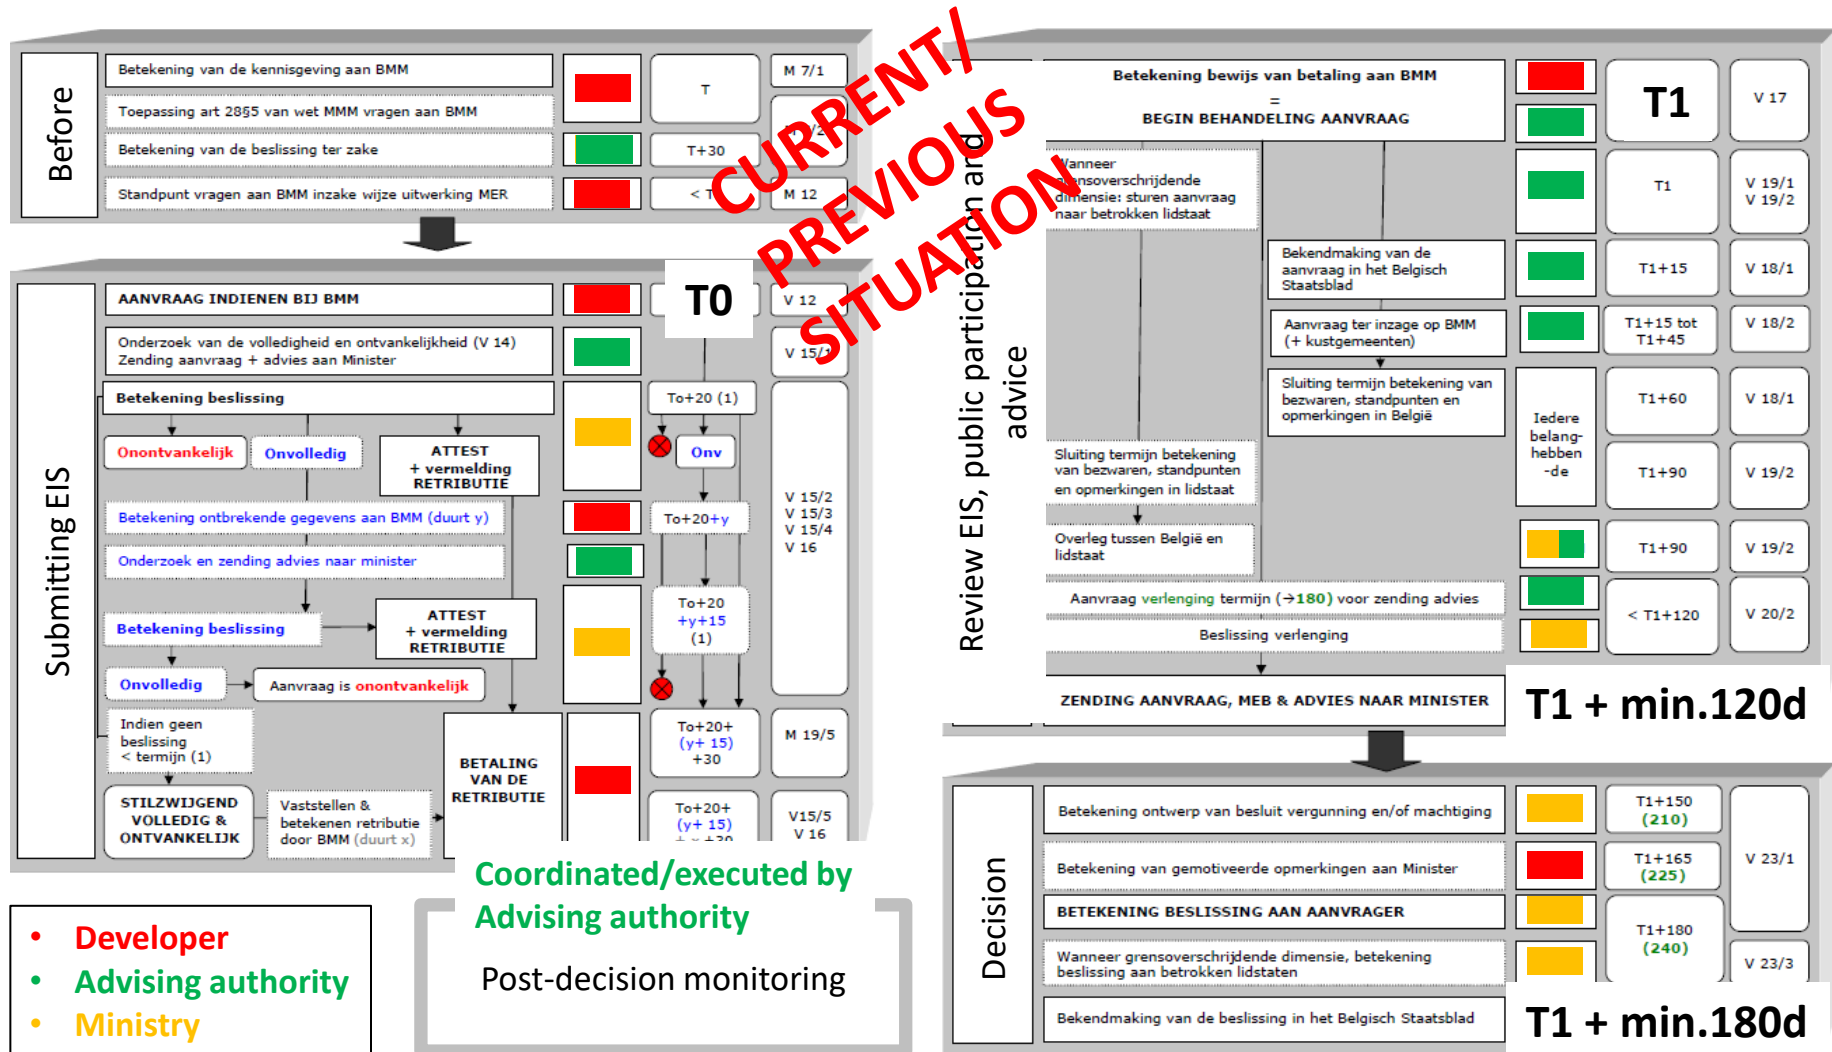 CURRENT/
PREVIOUS
SITUATION
Before
Betekening van de kennisgeving aan BMM
T
M 7/1
Toepassing art 28§5 van wet MMM vragen aan BMM
Betekening van de beslissing ter zake
T+30
Standpunt vragen aan BMM inzake wijze uitwerking MER
M 12
Submitting EIS
AANVRAAG INDIENEN BIJ BMM
T0
V 12
Onderzoek van de volledigheid en ontvankelijkheid (V 14)
Zending aanvraag + advies aan Minister
V 15/1
Betekening beslissing
To+20 (1)
Onontvankelijk
Onvolledig
ATTEST
+ vermelding
RETRIBUTIE
Onv
Betekening ontbrekende gegevens aan BMM (duurt y)
To+20+y
V 15/2
V 15/3
V 15/4
V 16
Onderzoek en zending advies naar minister
Betekening beslissing
ATTEST
+ vermelding
RETRIBUTIE
To+20
+y+15
(1)
Onvolledig
Aanvraag is onontvankelijk
Indien geen
beslissing
< termijn (1)
BETALING
VAN DE
RETRIBUTIE
To+20+
(y+ 15)
+30
M 19/5
STILZWIJGEND
VOLLEDIG &
ONTVANKELIJK
Vaststellen &
betekenen retributie
door BMM (duurt x)
To+20+
(y+ 15)
+ x +30
V15/5
V 16
• Developer
• Advising authority
• Ministry
Coordinated/executed by
Advising authority
Post-decision monitoring
Review EIS, public participation and
advice
Betekening bewijs van betaling aan BMM
=
BEGIN BEHANDELING AANVRAAG
T1
V 17
Wanneer
grensoverschrijdende
dimensie: sturen aanvraag
naar betrokken lidstaat
T1
V 19/1
V 19/2
Bekendmaking van de
aanvraag in het Belgisch
Staatsblad
T1+15
V 18/1
Aanvraag ter inzage op BMM
(+ kustgemeenten)
T1+15 tot
T1+45
V 18/2
Sluiting termijn betekening van
bezwaren, standpunten en
opmerkingen in België
Iedere
belang-
hebben
-de
T1+60
V 18/1
Sluiting termijn betekening
van bezwaren, standpunten
en opmerkingen in lidstaat
T1+90
V 19/2
Overleg tussen België en
lidstaat
T1+90
V 19/2
Aanvraag verlenging termijn (→180) voor zending advies
< T1+120
V 20/2
Beslissing verlenging
ZENDING AANVRAAG, MEB & ADVIES NAAR MINISTER
T1 + min.120d
Decision
Betekening ontwerp van besluit vergunning en/of machtiging
T1+150
(210)
V 23/1
Betekening van gemotiveerde opmerkingen aan Minister
T1+165
(225)
BETEKENING BESLISSING AAN AANVRAGER
T1+180
(240)
Wanneer grensoverschrijdende dimensie, betekening
beslissing aan betrokken lidstaten
V 23/3
Bekendmaking van de beslissing in het Belgisch Staatsblad
T1 + min.180d